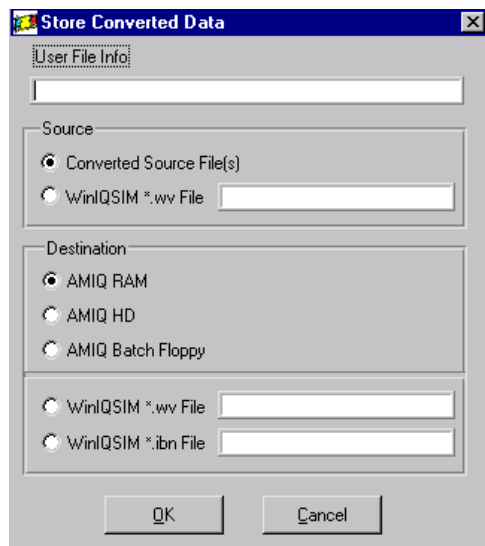 Store Converted Data
User File Info
Source
Converted Source File(s)
WinIQSIM *.wv File
Destination
AMIQ RAM
AMIQ HD
AMIQ Batch Floppy
WinIQSIM *.wv File
WinIQSIM *.ibn File
OK Cancel